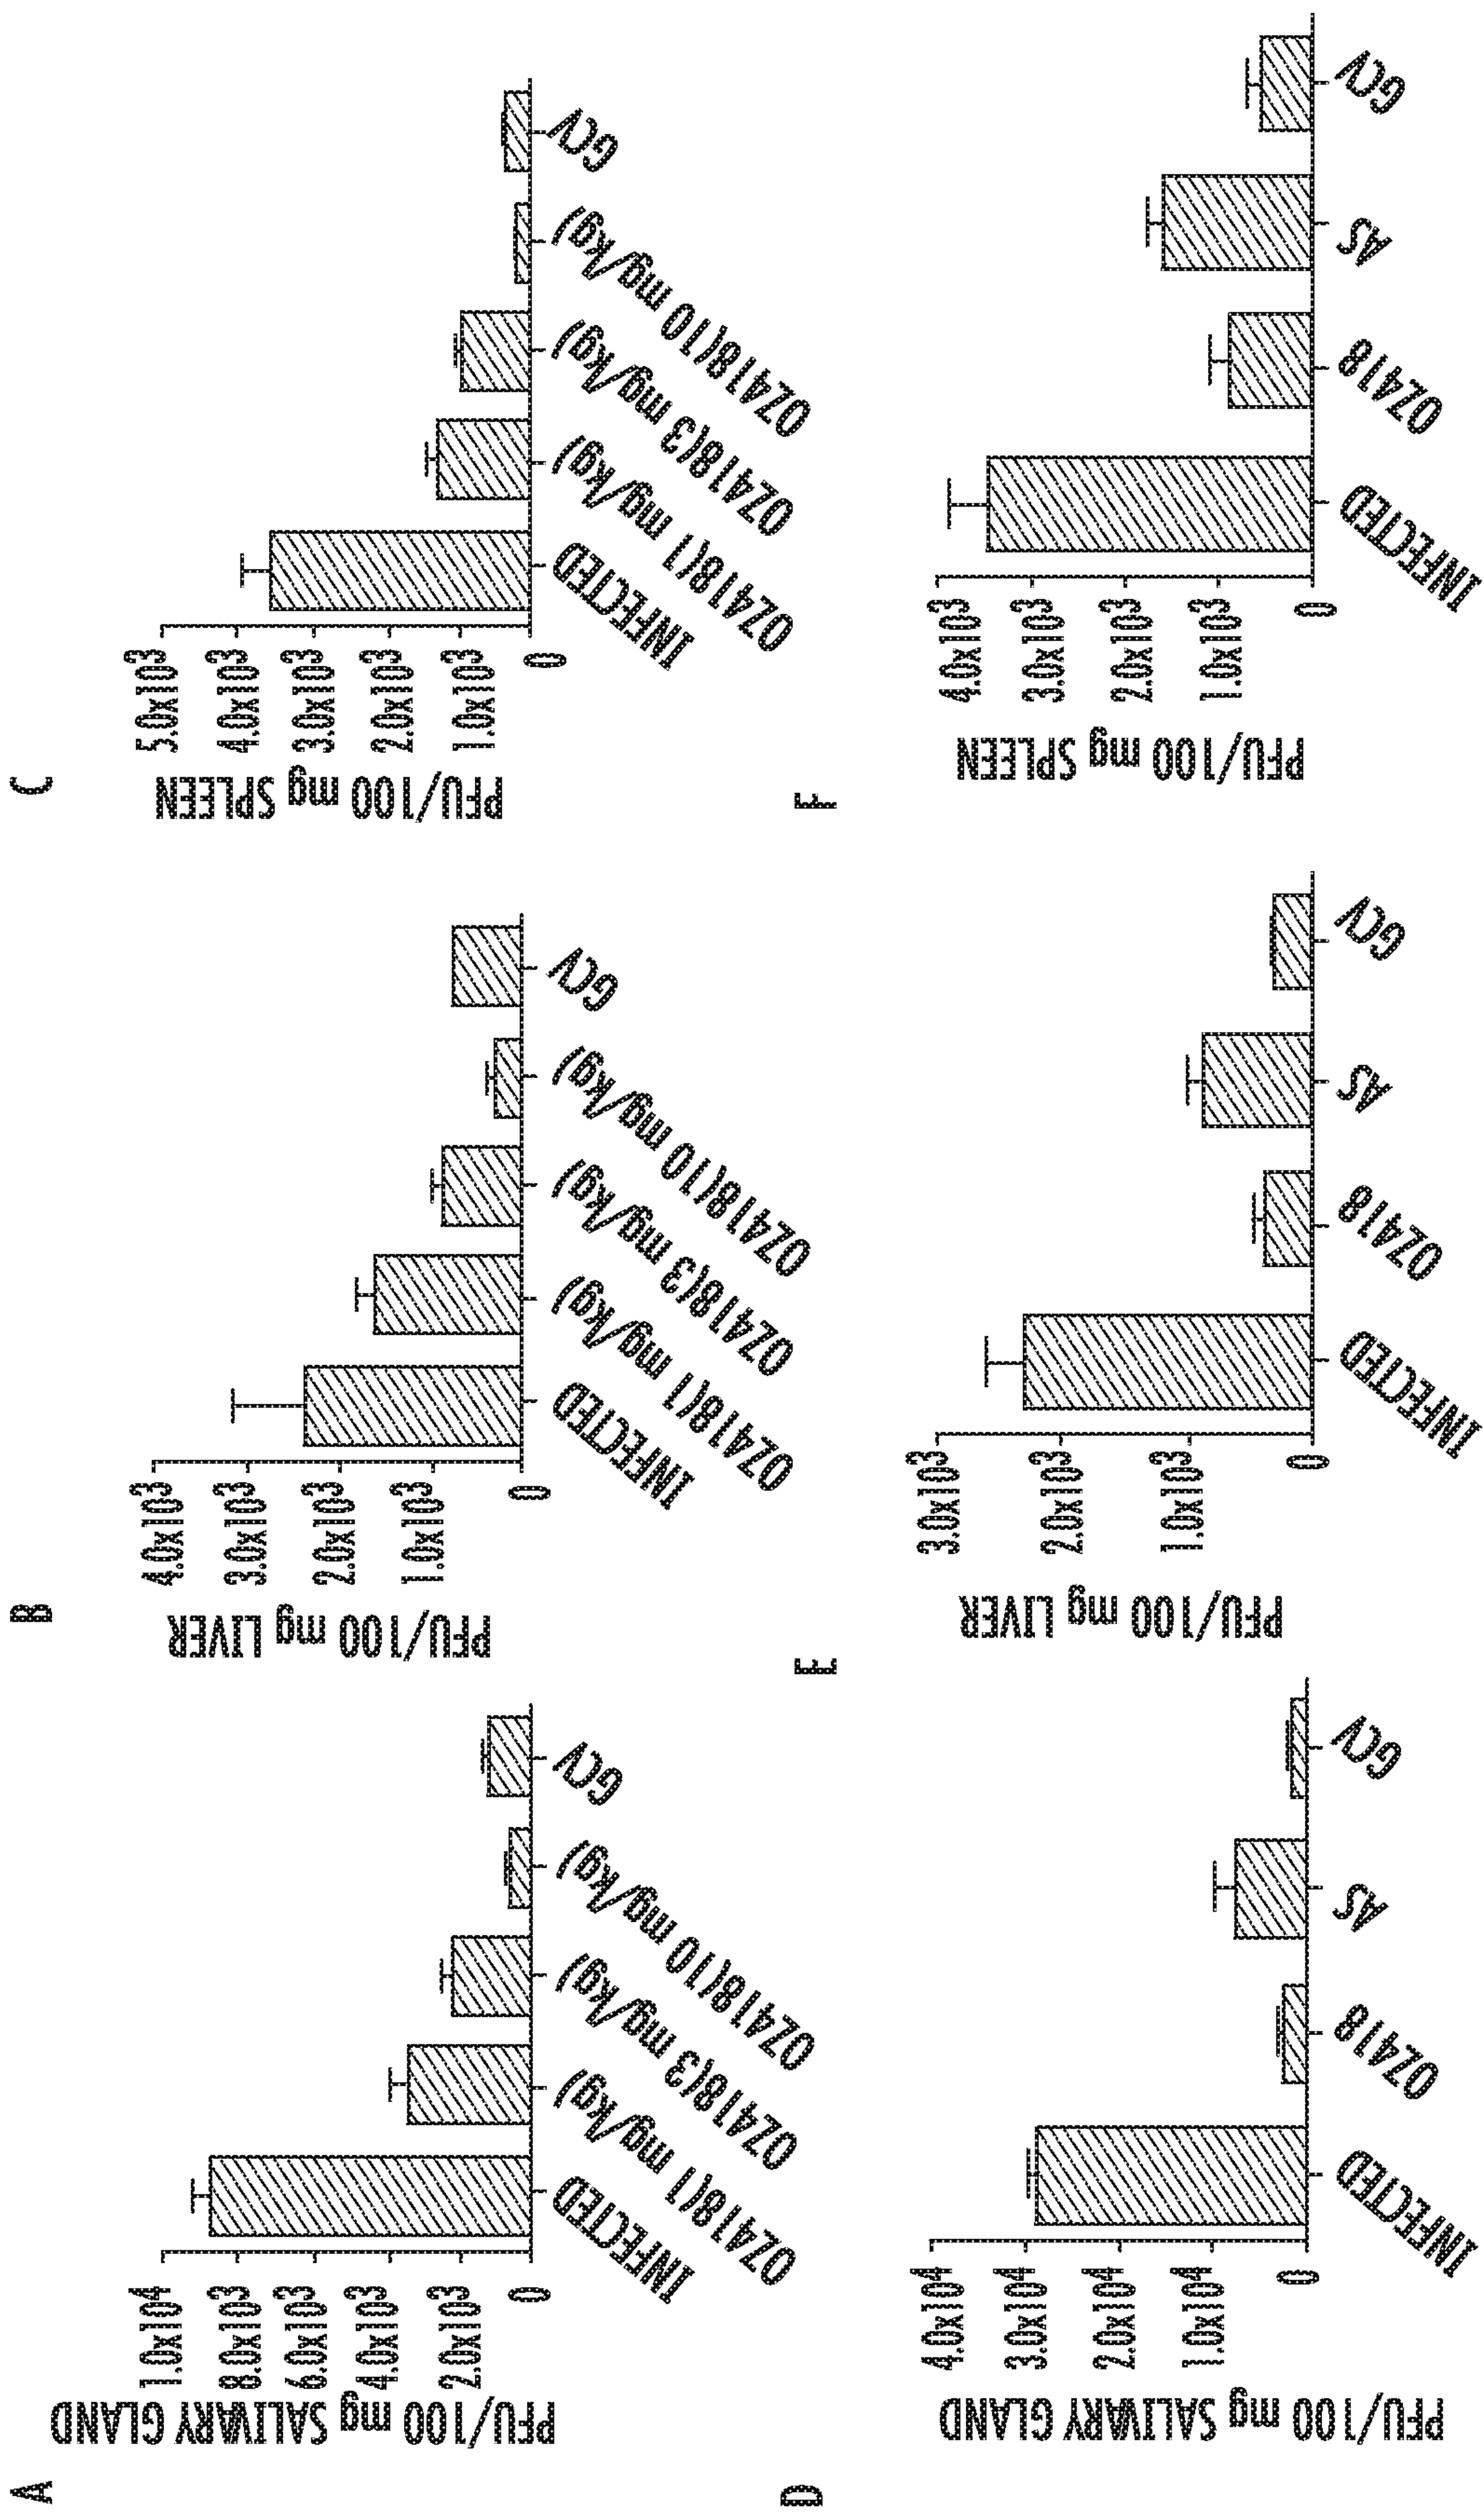 A
PFU/100 mg SALIVARY GLAND
1.0x104
8.0x103
6.0x103
4.0x103
2.0x103
0
INFECTED
OZ418(1 mg/kg)
OZ418(3 mg/kg)
OZ418(10 mg/kg)
GCV
B
PFU/100 mg LIVER
4.0x103
3.0x103
2.0x103
1.0x103
0
INFECTED
OZ418(1 mg/kg)
OZ418(3 mg/kg)
OZ418(10 mg/kg)
GCV
C
PFU/100 mg SPLEEN
5.0x103
4.0x103
3.0x103
2.0x103
1.0x103
0
INFECTED
OZ418(1 mg/kg)
OZ418(3 mg/kg)
OZ418(10 mg/kg)
GCV
D
PFU/100 mg SALIVARY GLAND
4.0x104
3.0x104
2.0x104
1.0x104
0
INFECTED
OZ418
AS
GCV
E
PFU/100 mg LIVER
3.0x103
2.0x103
1.0x103
0
INFECTED
OZ418
AS
GCV
F
PFU/100 mg SPLEEN
4.0x103
3.0x103
2.0x103
1.0x103
0
INFECTED
OZ418
AS
GCV